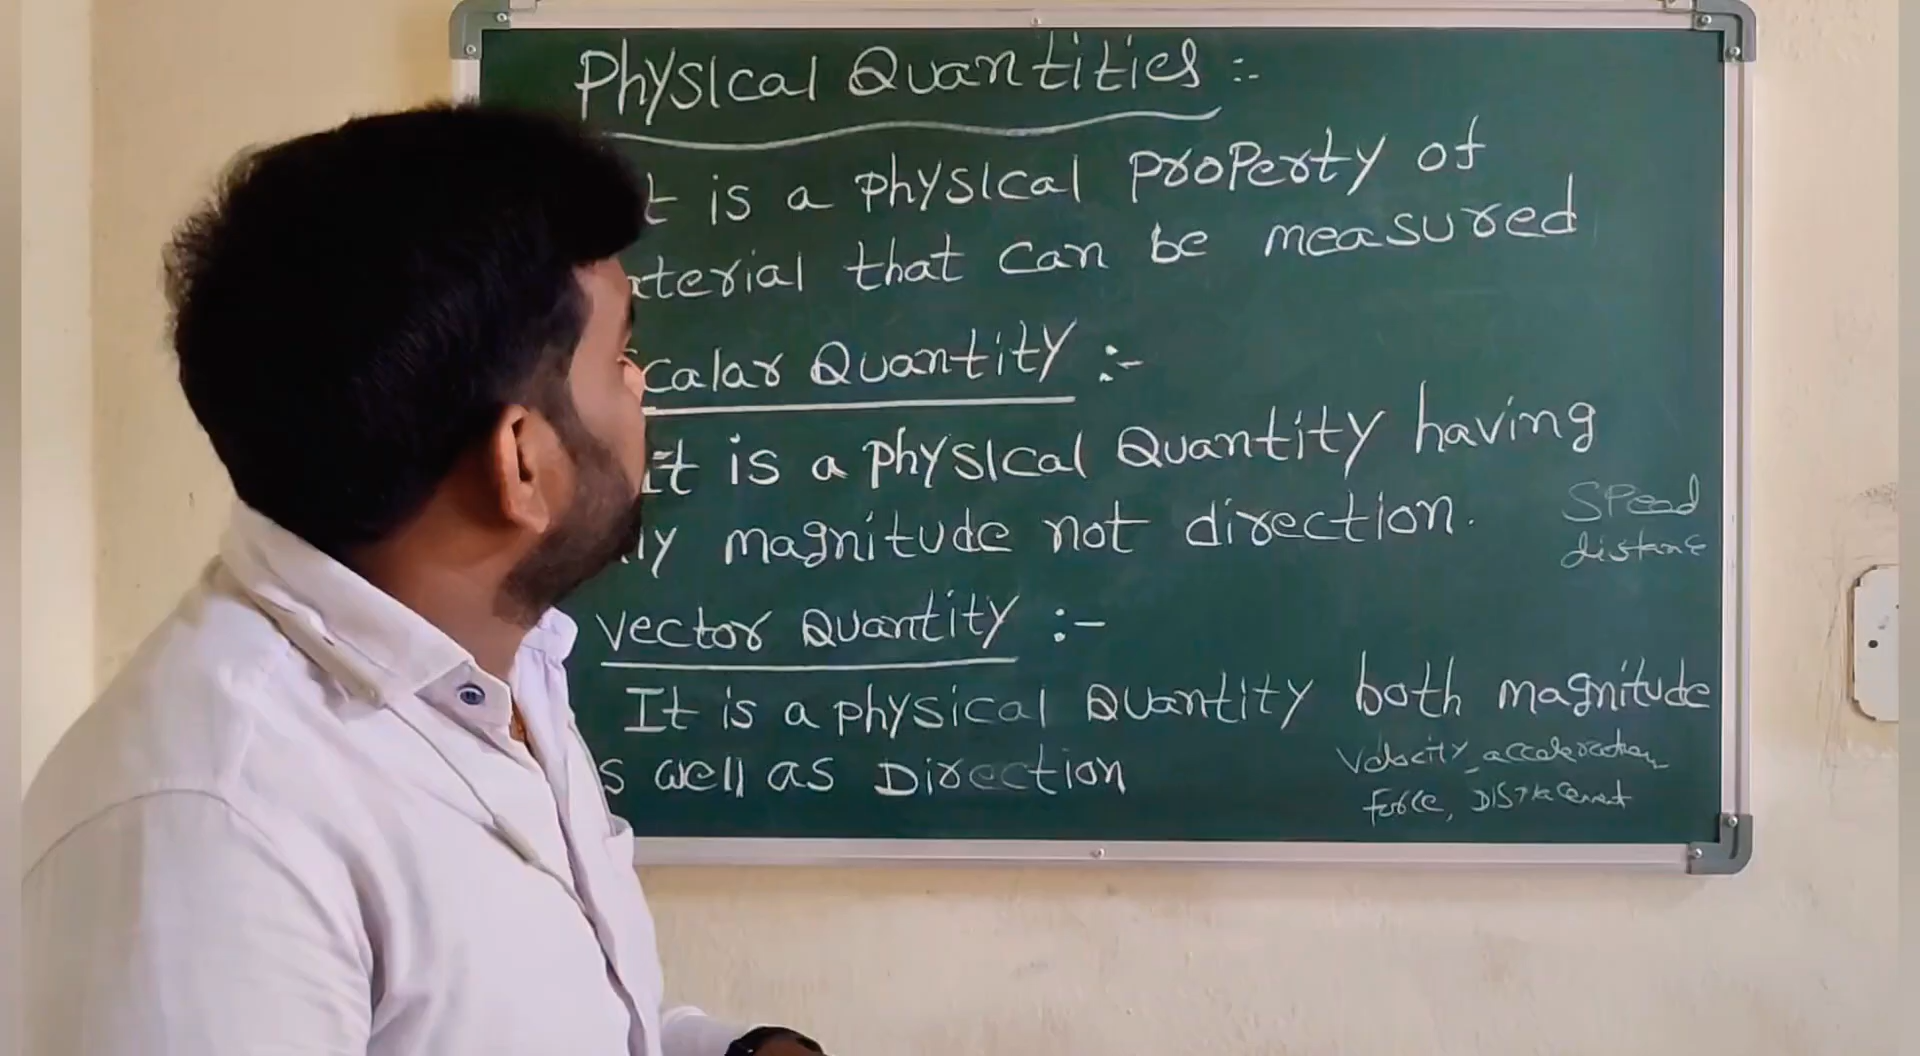 Physical Quantities :-
t is a physical property of
aterial that can be measured
Scalar Quantity :-
It is a physical Quantity having
ly magnitude not direction.
Speed
distance
vector Quantity :-
It is a physical Quantity both magnitude
s well as Direction
Velocity, acceleration,
force, Displacement